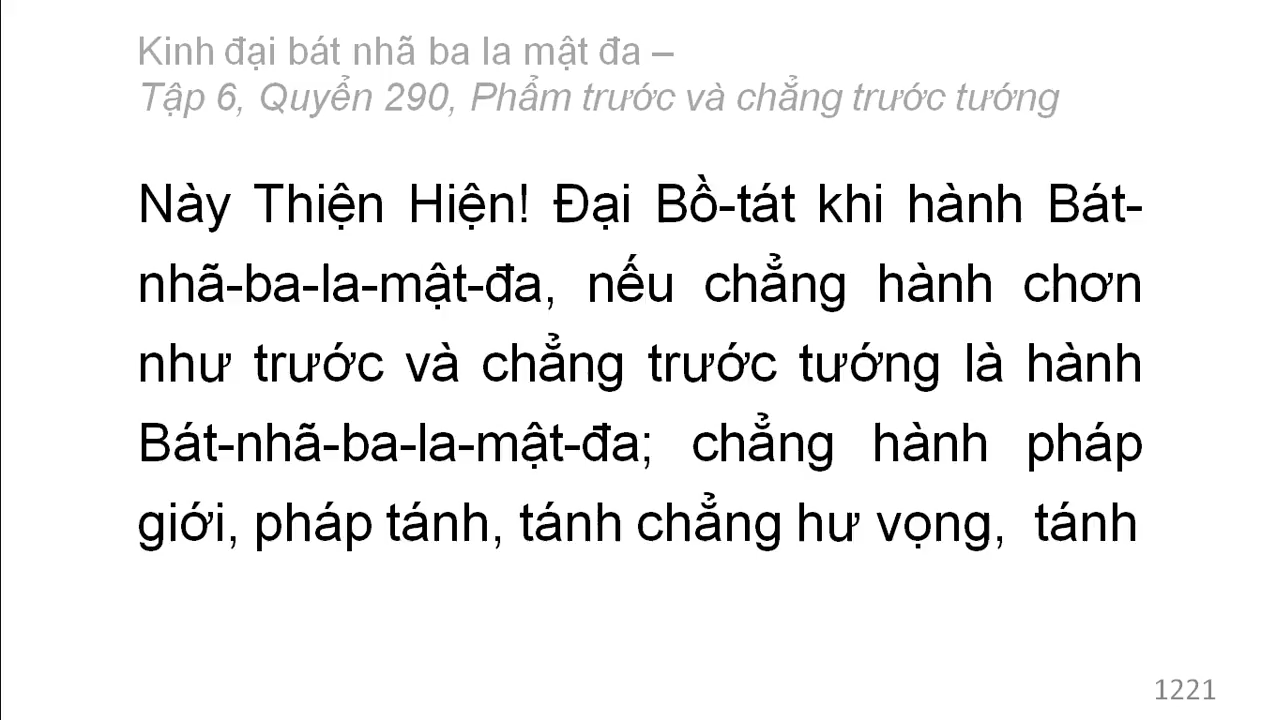 Kinh đại bát nhã ba la mật đa –
Tập 6, Quyển 290, Phẩm trước và chẳng trước tướng
Này Thiện Hiện! Đại Bồ-tát khi hành Bát-
nhã-ba-la-mật-đa, nếu chẳng hành chơn
như trước và chẳng trước tướng là hành
Bát-nhã-ba-la-mật-đa; chẳng hành pháp
giới, pháp tánh, tánh chẳng hư vọng, tánh
1221